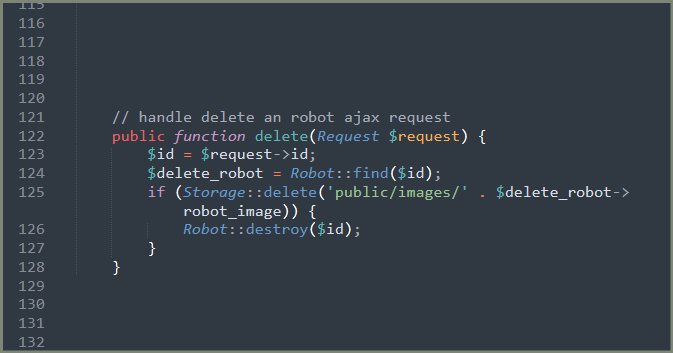 115
116
117
118
119
120
121 // handle delete an robot ajax request
122 public function delete(Request $request) {
123 $id = $request->id;
124 $delete_robot = Robot::find($id);
125 if (Storage::delete('public/images/' . $delete_robot->
robot_image)) {
126 Robot::destroy($id);
127 }
128 }
129
130
131
132